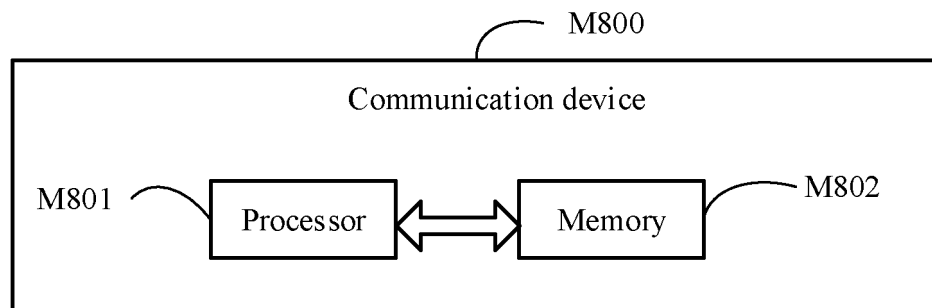 M800
Communication device
M801
Processor
Memory
M802